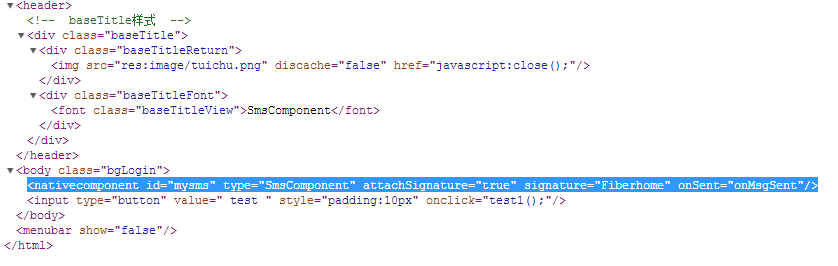 ▼<header>
<!--  baseTitle样式  -->
▼<div class="baseTitle">
▼<div class="baseTitleReturn">
<img src="res:image/tuichu.png" discache="false" href="javascript:close();"/>
</div>
▼<div class="baseTitleFont">
<font class="baseTitleView">SmsComponent</font>
</div>
</div>
</header>
▼<body class="bgLogin">
<nativecomponent id="mysms" type="SmsComponent" attachSignature="true" signature="Fiberhome" onSent="onMsgSent"/>
<input type="button" value=" test " style="padding:10px" onclick="test1();"/>
</body>
<menubar show="false"/>
</html>